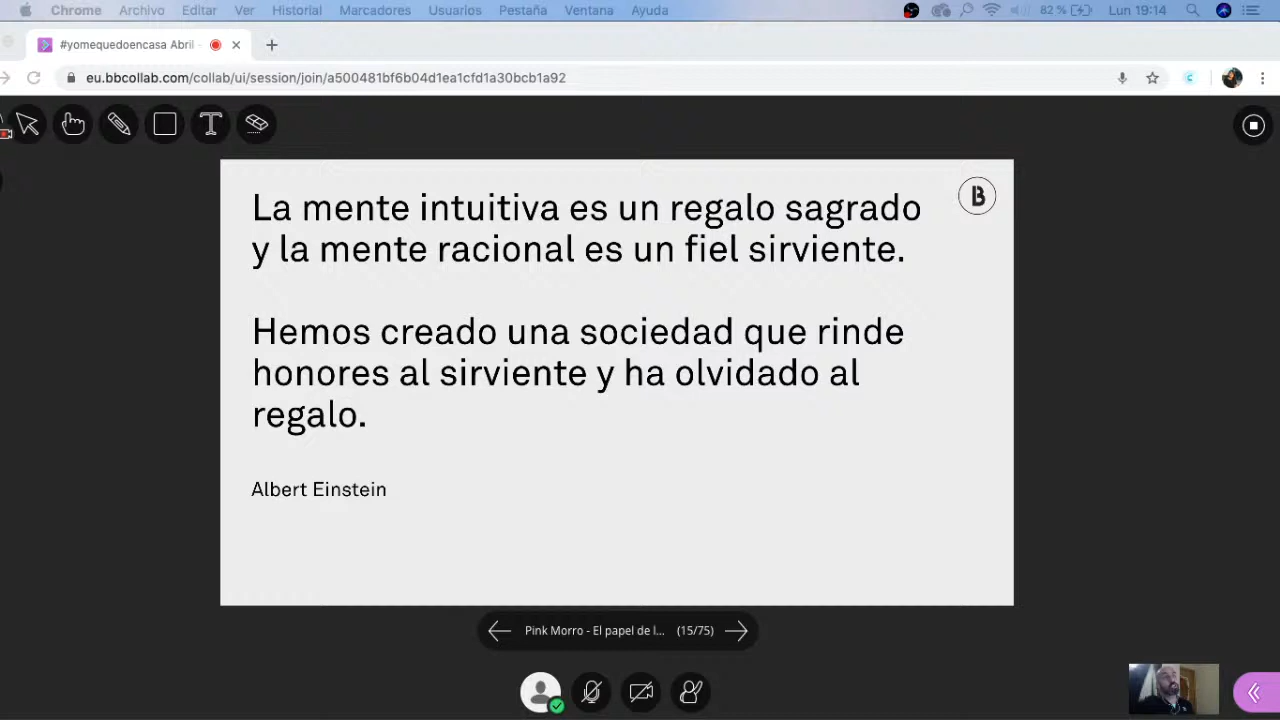 Chrome Archivo Editar Ver Historial Marcadores Usuarios Pestaña Ventana Ayuda 82 % Lun 19:14
#yomequedoencasa Abril
eu.bbcollab.com/collab/ui/session/join/a500481bf6b04d1ea1cfd1a30bcb1a92
T
B
La mente intuitiva es un regalo sagrado
y la mente racional es un fiel sirviente.
Hemos creado una sociedad que rinde
honores al sirviente y ha olvidado al
regalo.
Albert Einstein
Pink Morro - El papel de l... (15/75)